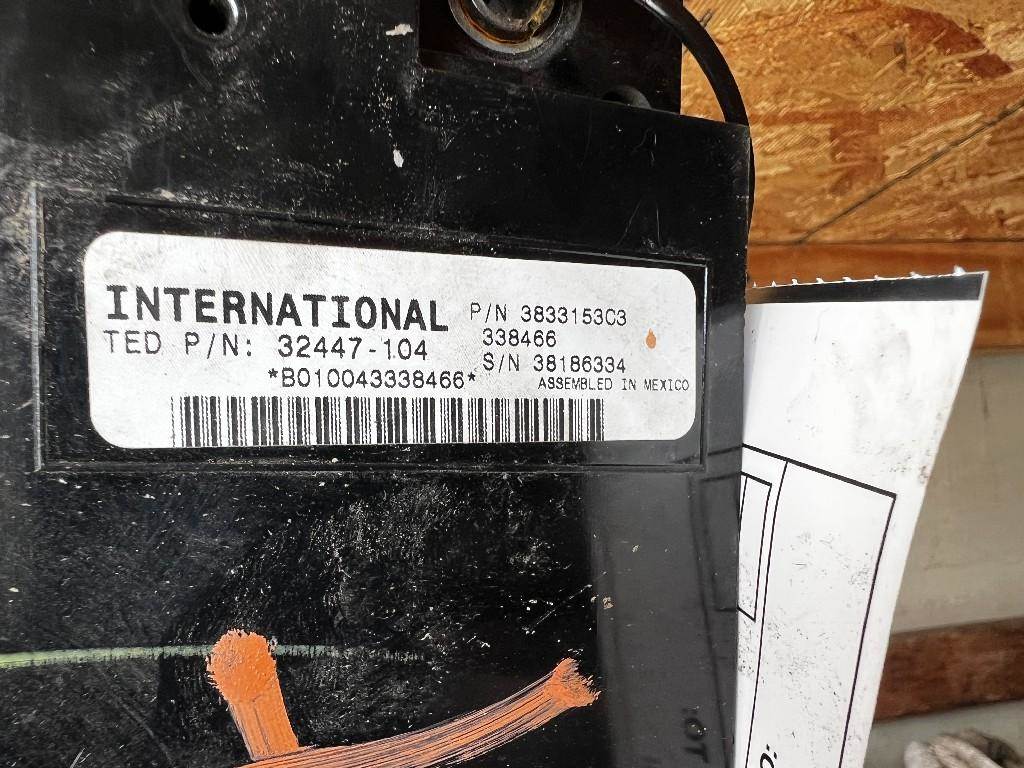 INTERNATIONAL P/N 3833153C3
TED P/N: 32447-104 338466
S/N 38186334
*B010043338466* ASSEMBLED IN MEXICO